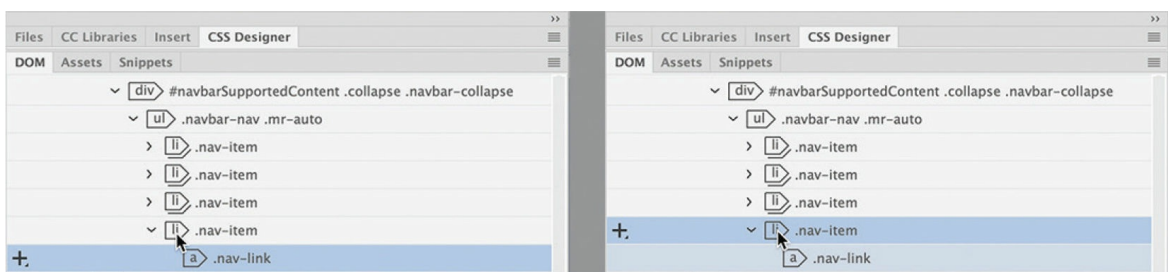 Files CC Libraries Insert CSS Designer
DOM Assets Snippets
div #navbarSupportedContent .collapse .navbar-collapse
ul .navbar-nav .mr-auto
li .nav-item
li .nav-item
li .nav-item
li .nav-item
a .nav-link
Files CC Libraries Insert CSS Designer
DOM Assets Snippets
div #navbarSupportedContent .collapse .navbar-collapse
ul .navbar-nav .mr-auto
li .nav-item
li .nav-item
li .nav-item
li .nav-item
a .nav-link